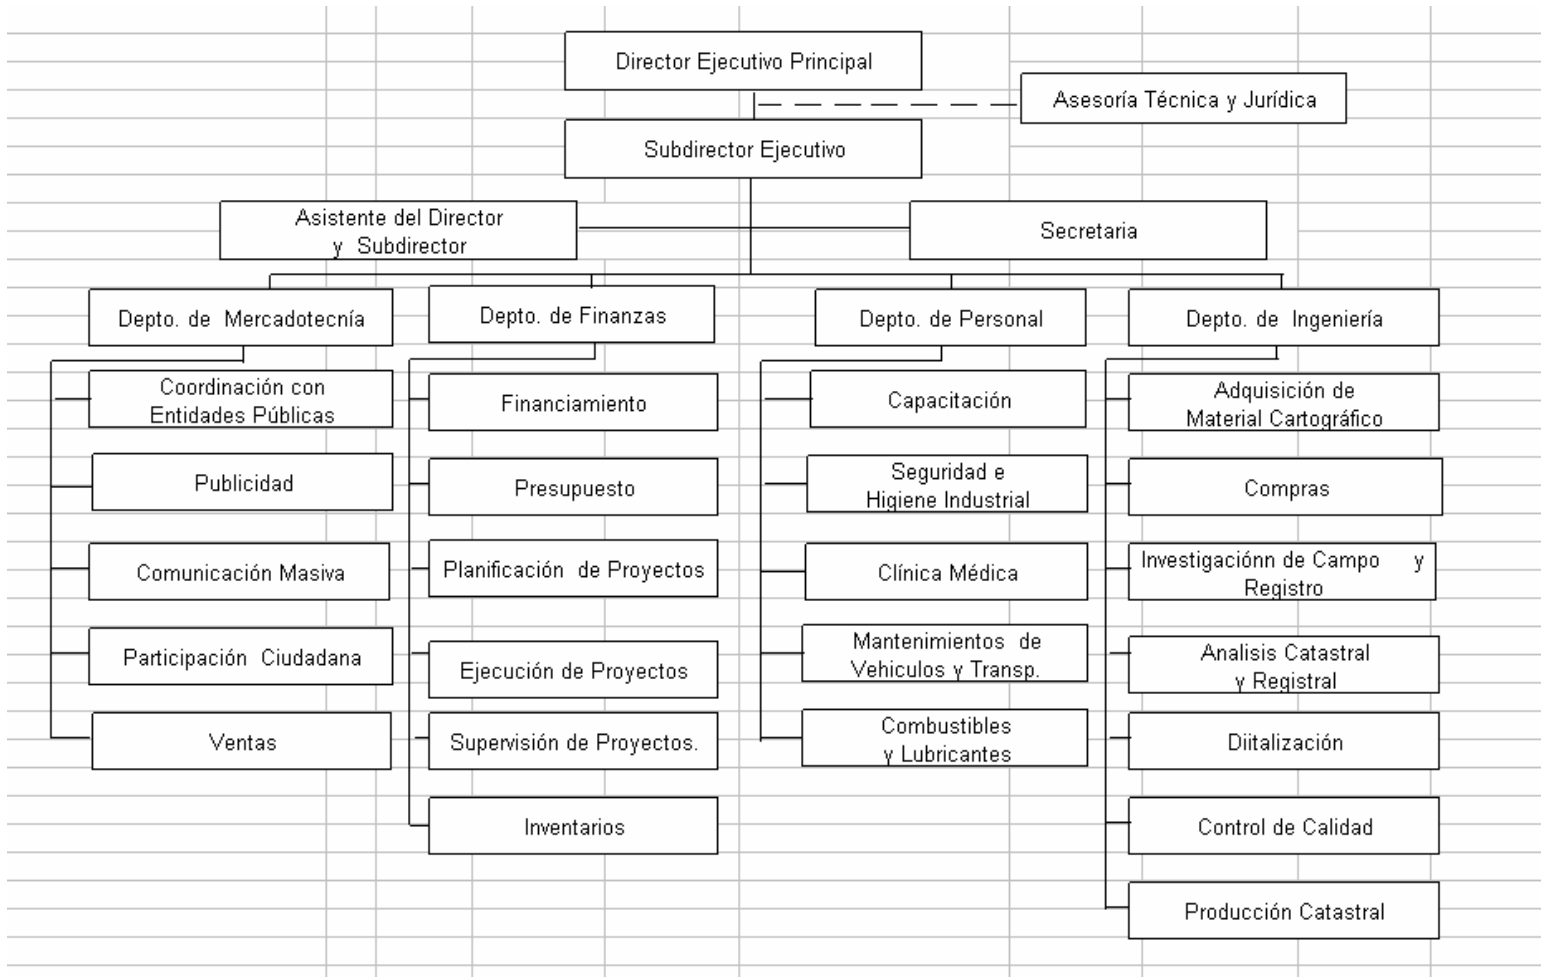 Director Ejecutivo Principal
Asesoría Técnica y Jurídica
Subdirector Ejecutivo
Asistente del Director
y Subdirector
Secretaria
Depto. de Mercadotecnía
Depto. de Finanzas
Depto. de Personal
Depto. de Ingeniería
Coordinación con
Entidades Públicas
Publicidad
Comunicación Masiva
Participación Ciudadana
Ventas
Financiamiento
Presupuesto
Planificación de Proyectos
Ejecución de Proyectos
Supervisión de Proyectos.
Inventarios
Capacitación
Seguridad e
Higiene Industrial
Clínica Médica
Mantenimientos de
Vehiculos y Transp.
Combustibles
y Lubricantes
Adquisición de
Material Cartográfico
Compras
Investigaciónn de Campo y
Registro
Analisis Catastral
y Registral
Diitalización
Control de Calidad
Producción Catastral